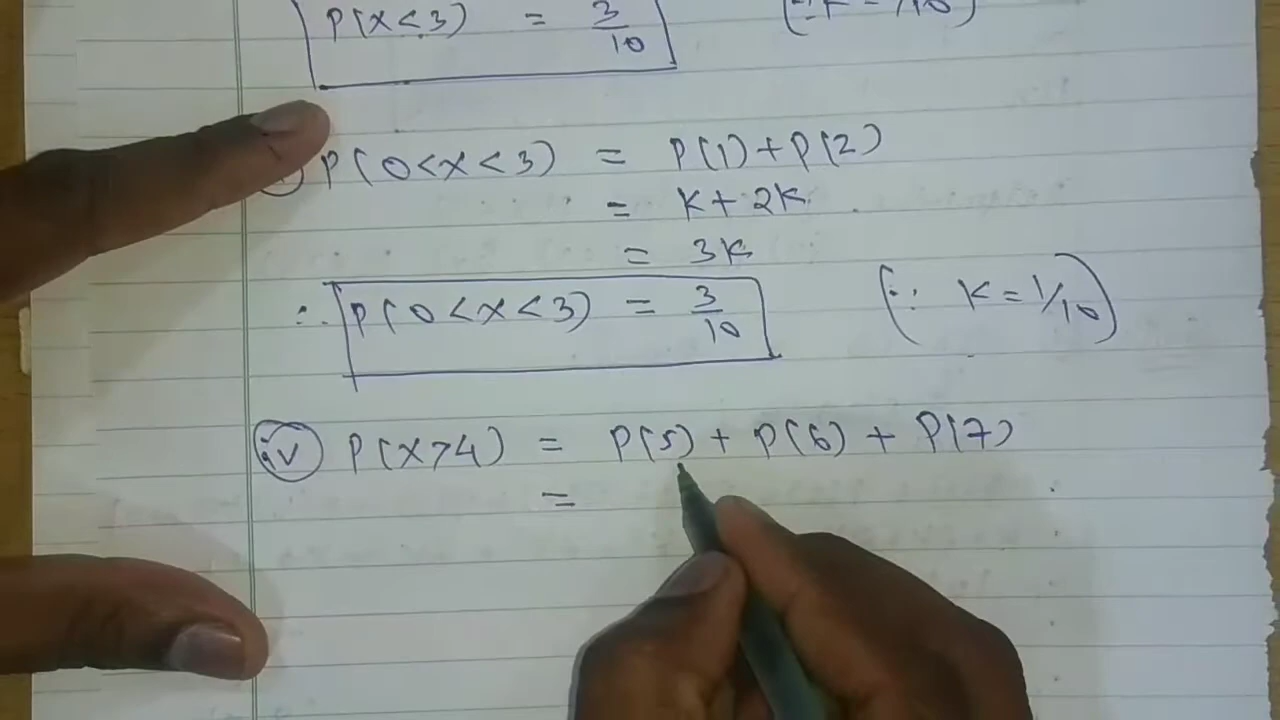 P(x<3) = 3/10
P(0<x<3) = P(1)+P(2)
= K+2K
= 3K
∴ P(0<x<3) = 3/10 (∵ K=1/10)
iv P(x>4) = P(5) + P(6) + P(7)
=